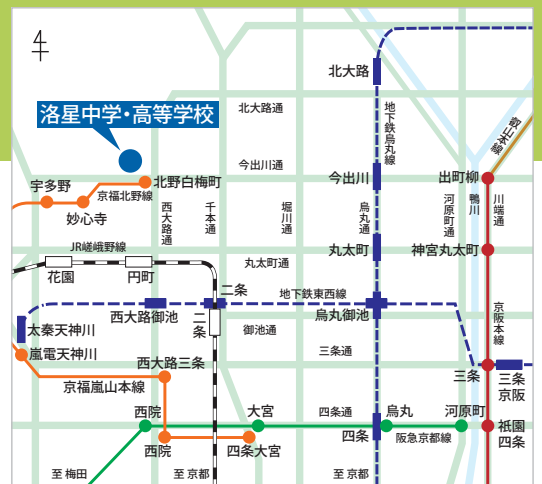 北大路
洛星中学・高等学校
北大路通
地下鉄烏丸線
叡山本線
今出川通
今出川
出町柳
北野白梅町
宇多野
京福北野線
妙心寺
西大路通
千本通
堀川通
烏丸通
河原町通
鴨川
川端通
JR嵯峨野線
丸太町
神宮丸太町
丸太町通
花園
円町
二条
地下鉄東西線
西大路御池
二条
烏丸御池
京阪本線
太秦天神川
御池通
嵐電天神川
三条通
西大路三条
三条
三条京阪
京福嵐山本線
西院
大宮
四条通
烏丸
河原町
祇園四条
四条
阪急京都線
西院
四条大宮
至 梅田
至 京都
至 京都